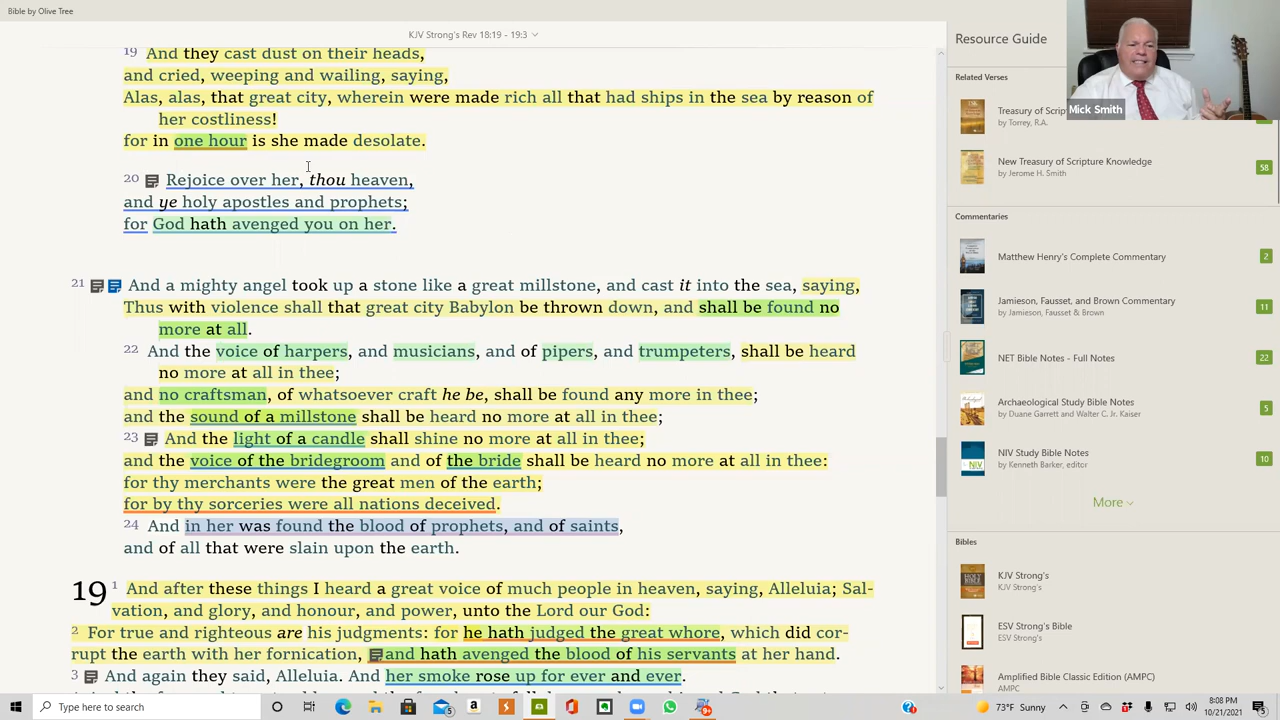 Bible by Olive Tree
KJV Strong's Rev 18:19 - 19:3
19 And they cast dust on their heads,
and cried, weeping and wailing, saying,
Alas, alas, that great city, wherein were made rich all that had ships in the sea by reason of
her costliness!
for in one hour is she made desolate.
20 Rejoice over her, thou heaven,
and ye holy apostles and prophets;
for God hath avenged you on her.
21 And a mighty angel took up a stone like a great millstone, and cast it into the sea, saying,
Thus with violence shall that great city Babylon be thrown down, and shall be found no
more at all.
22 And the voice of harpers, and musicians, and of pipers, and trumpeters, shall be heard
no more at all in thee;
and no craftsman, of whatsoever craft he be, shall be found any more in thee;
and the sound of a millstone shall be heard no more at all in thee;
23 And the light of a candle shall shine no more at all in thee;
and the voice of the bridegroom and of the bride shall be heard no more at all in thee:
for thy merchants were the great men of the earth;
for by thy sorceries were all nations deceived.
24 And in her was found the blood of prophets, and of saints,
and of all that were slain upon the earth.
19 1 And after these things I heard a great voice of much people in heaven, saying, Alleluia; Sal-
vation, and glory, and honour, and power, unto the Lord our God:
2 For true and righteous are his judgments: for he hath judged the great whore, which did cor-
rupt the earth with her fornication, and hath avenged the blood of his servants at her hand.
3 And again they said, Alleluia. And her smoke rose up for ever and ever.
Resource Guide
Mick Smith
Related Verses
Treasury of Scrip
by Torrey, R.A.
New Treasury of Scripture Knowledge
by Jerome H. Smith
58
Commentaries
Matthew Henry's Complete Commentary
2
Jamieson, Fausset, and Brown Commentary
by Jamieson, Fausset & Brown
11
NET Bible Notes - Full Notes
22
Archaeological Study Bible Notes
by Duane Garrett and Walter C. Jr. Kaiser
5
NIV Study Bible Notes
by Kenneth Barker, editor
10
More
Bibles
KJV Strong's
KJV Strong's
ESV Strong's Bible
ESV Strong's
Amplified Bible Classic Edition (AMPC)
AMPC
Type here to search
73°F Sunny
8:08 PM
10/21/2021